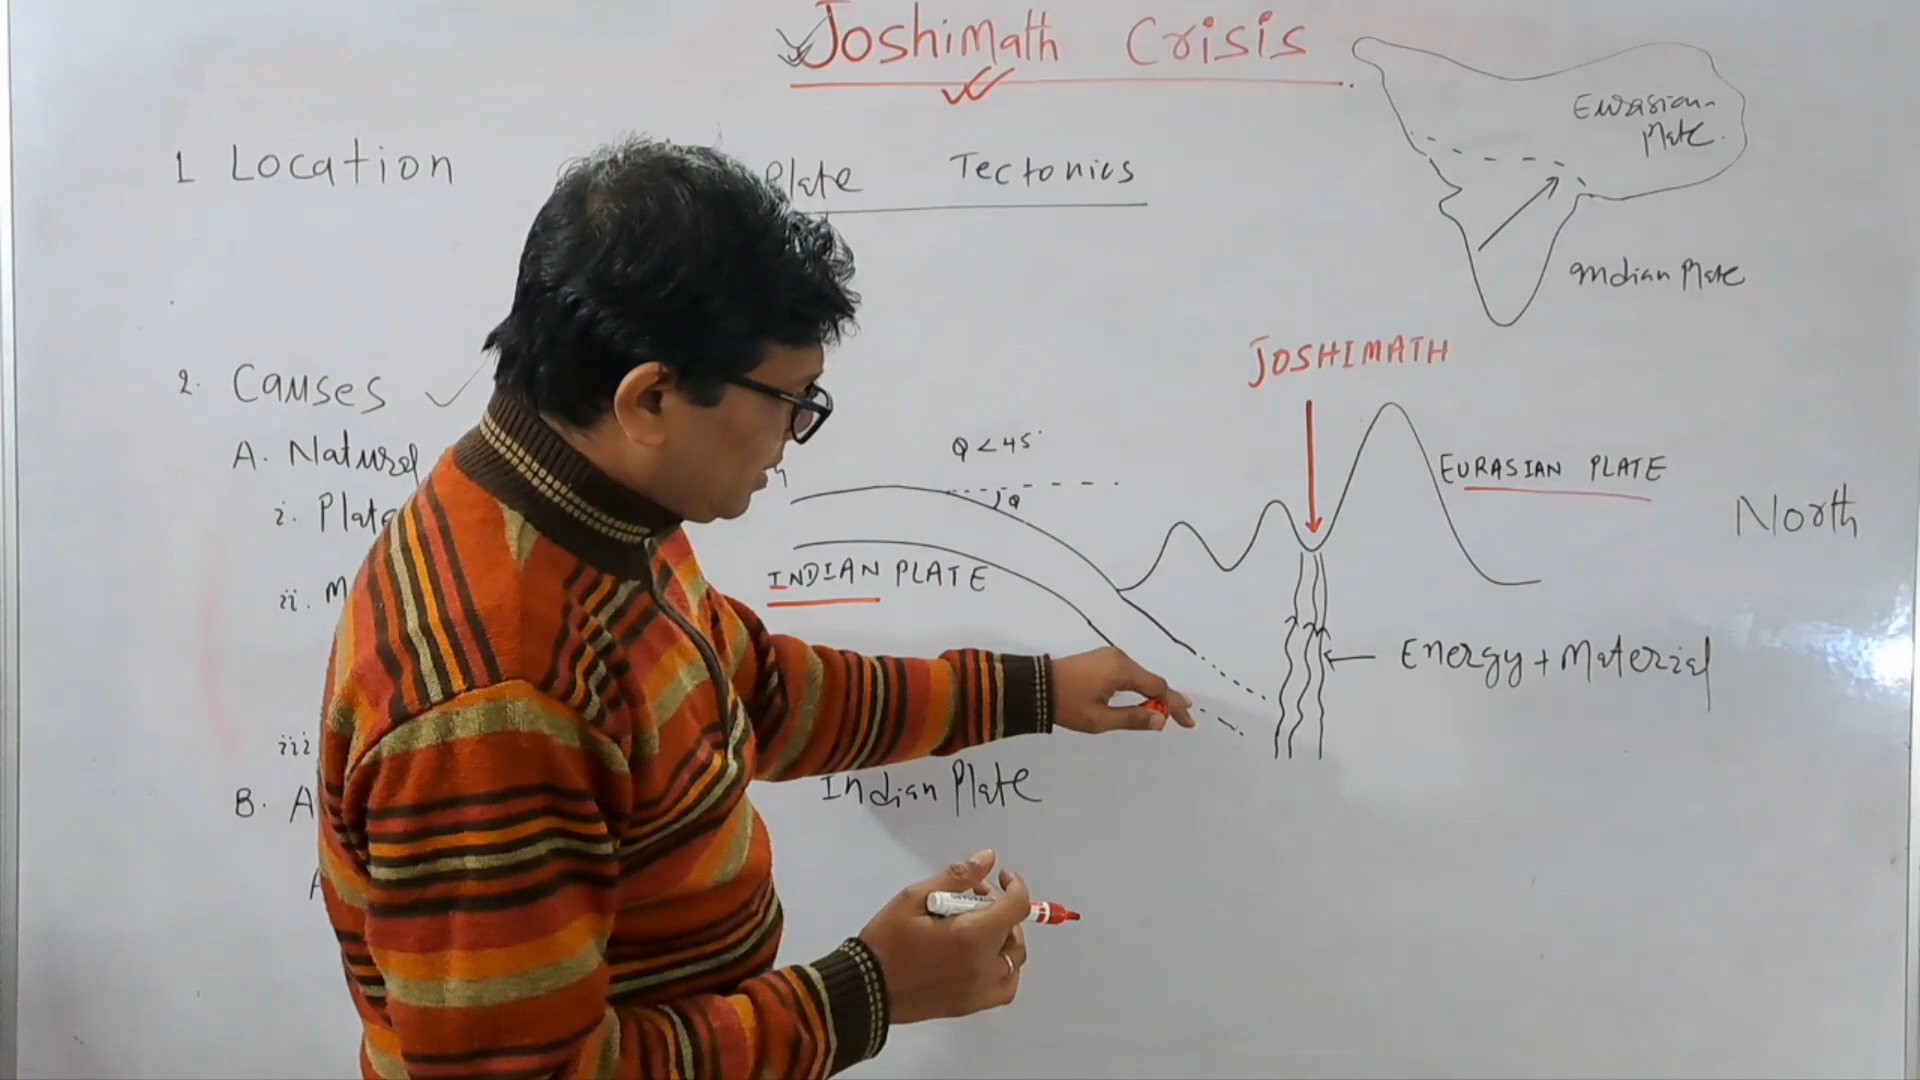 Joshimath Crisis
1 Location
Plate Tectonics
Eurasian
Plate
Indian Plate
2. Causes
A. Natural
i. Plate
ii. M
iii
B. A
JOSHIMATH
Q < 45°
Q
EURASIAN PLATE
North
INDIAN PLATE
Energy + Material
Indian Plate